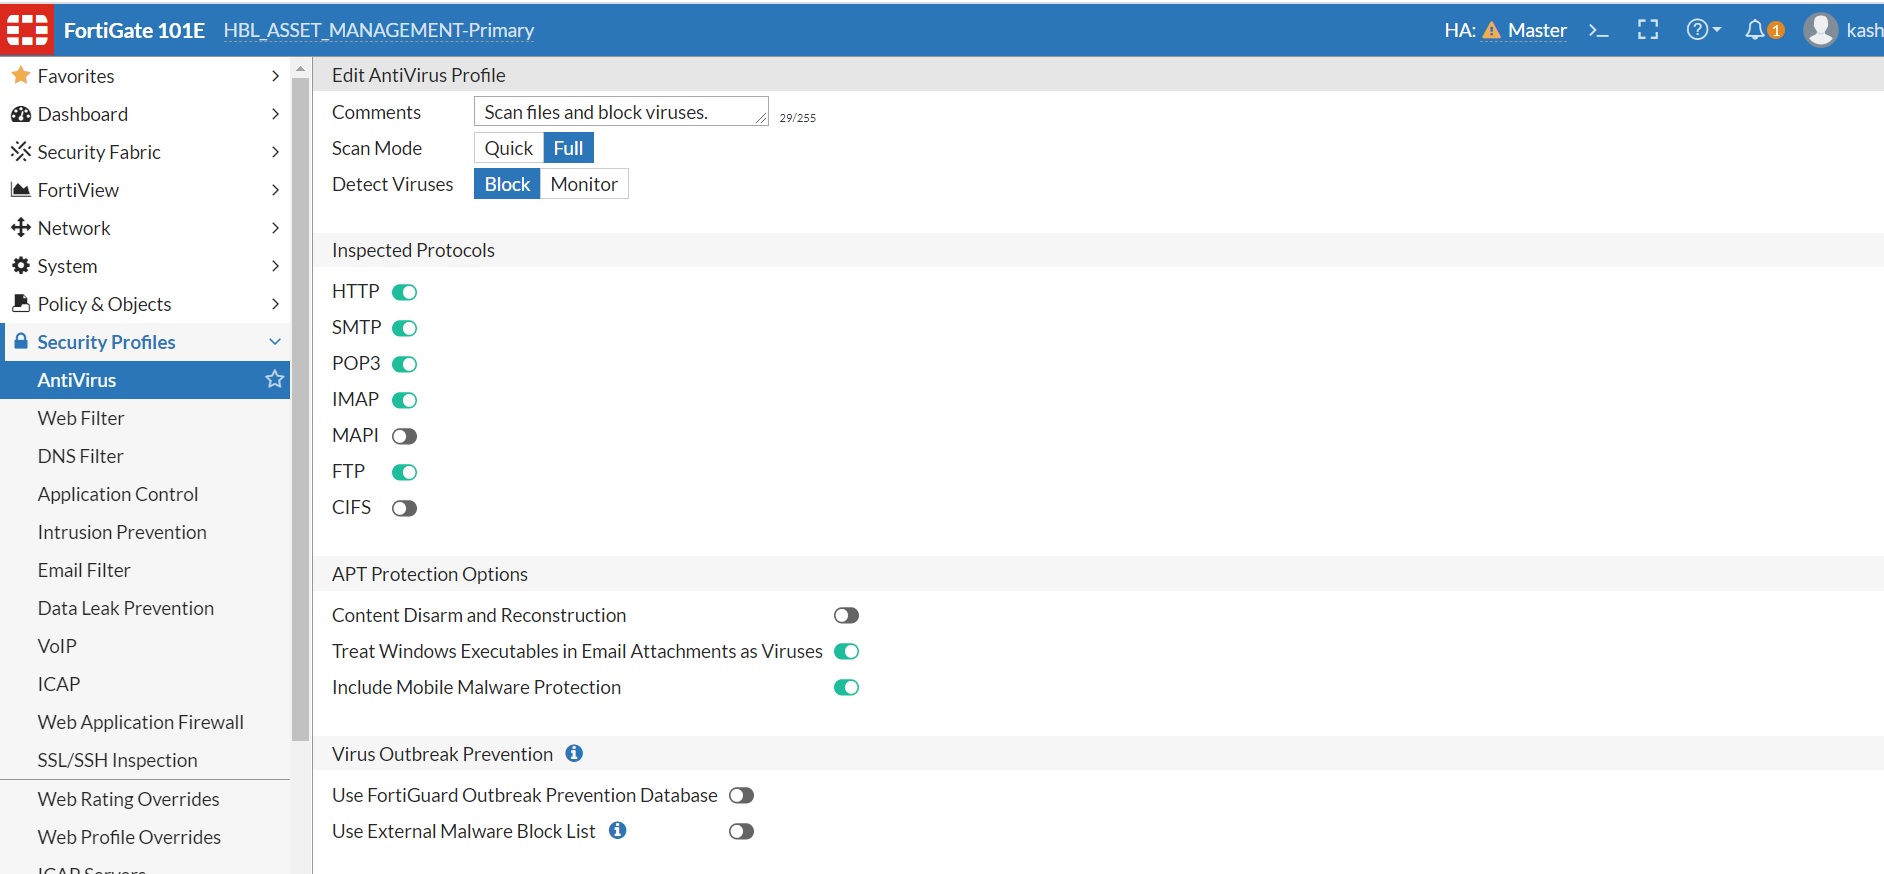 FortiGate 101E HBL_ASSET_MANAGEMENT-Primary HA: Master >_ 1 kash
Favorites
Dashboard
Security Fabric
FortiView
Network
System
Policy & Objects
Security Profiles
AntiVirus
Web Filter
DNS Filter
Application Control
Intrusion Prevention
Email Filter
Data Leak Prevention
VoIP
ICAP
Web Application Firewall
SSL/SSH Inspection
Web Rating Overrides
Web Profile Overrides
ICAP Servers
Edit AntiVirus Profile
Comments Scan files and block viruses. 29/255
Scan Mode Quick Full
Detect Viruses Block Monitor
Inspected Protocols
HTTP
SMTP
POP3
IMAP
MAPI
FTP
CIFS
APT Protection Options
Content Disarm and Reconstruction
Treat Windows Executables in Email Attachments as Viruses
Include Mobile Malware Protection
Virus Outbreak Prevention
Use FortiGuard Outbreak Prevention Database
Use External Malware Block List